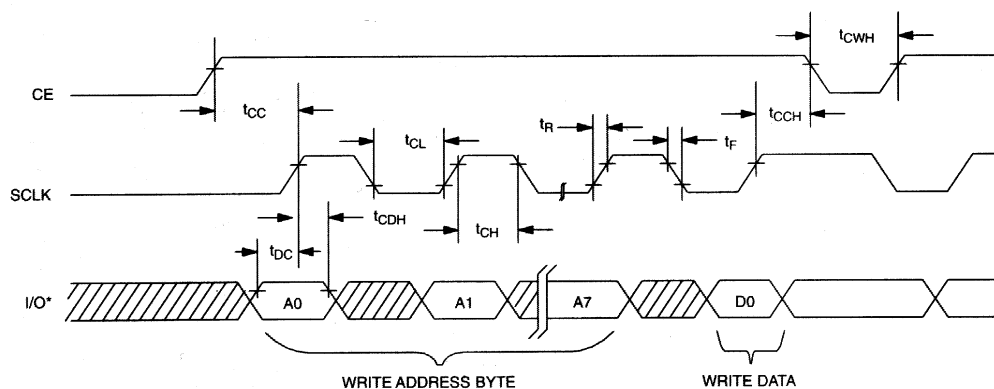 tCWH
CE
tCC
tCCH
tCL
tR
tF
SCLK
tCDH
tCH
tDC
I/O*
A0
A1
A7
D0
WRITE ADDRESS BYTE
WRITE DATA